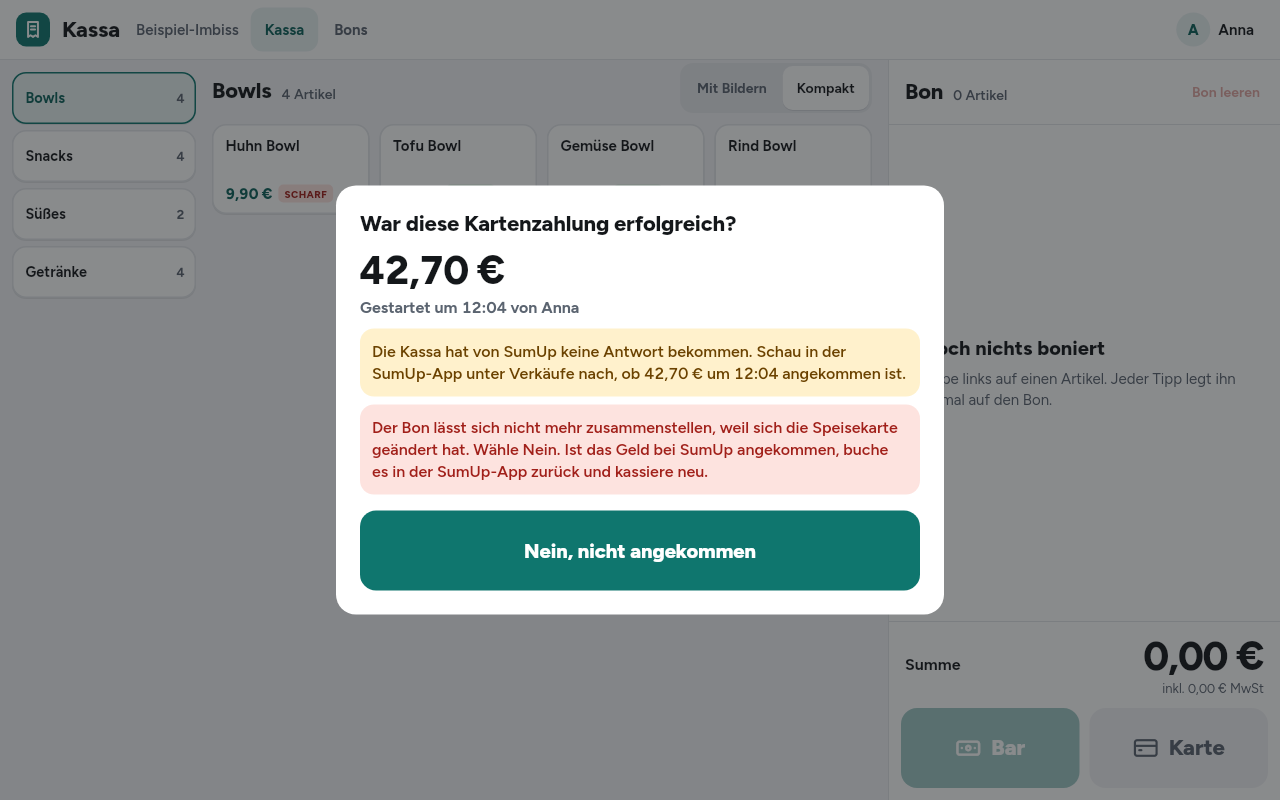 Kassa
Beispiel-Imbiss
Kassa
Bons
A
Anna
Bowls
4
Snacks
4
Süßes
2
Getränke
4
Bowls
4 Artikel
Mit Bildern
Kompakt
Huhn Bowl
9,90 €
SCHARF
Tofu Bowl
Gemüse Bowl
Rind Bowl
Bon
0 Artikel
Bon leeren
War diese Kartenzahlung erfolgreich?
42,70 €
Gestartet um 12:04 von Anna
Die Kassa hat von SumUp keine Antwort bekommen. Schau in der
SumUp-App unter Verkäufe nach, ob 42,70 € um 12:04 angekommen ist.
Der Bon lässt sich nicht mehr zusammenstellen, weil sich die Speisekarte
geändert hat. Wähle Nein. Ist das Geld bei SumUp angekommen, buche
es in der SumUp-App zurück und kassiere neu.
Nein, nicht angekommen
nichts boniert
links auf einen Artikel. Jeder Tipp legt ihn
auf den Bon.
Summe
0,00 €
inkl. 0,00 € MwSt
Bar
Karte